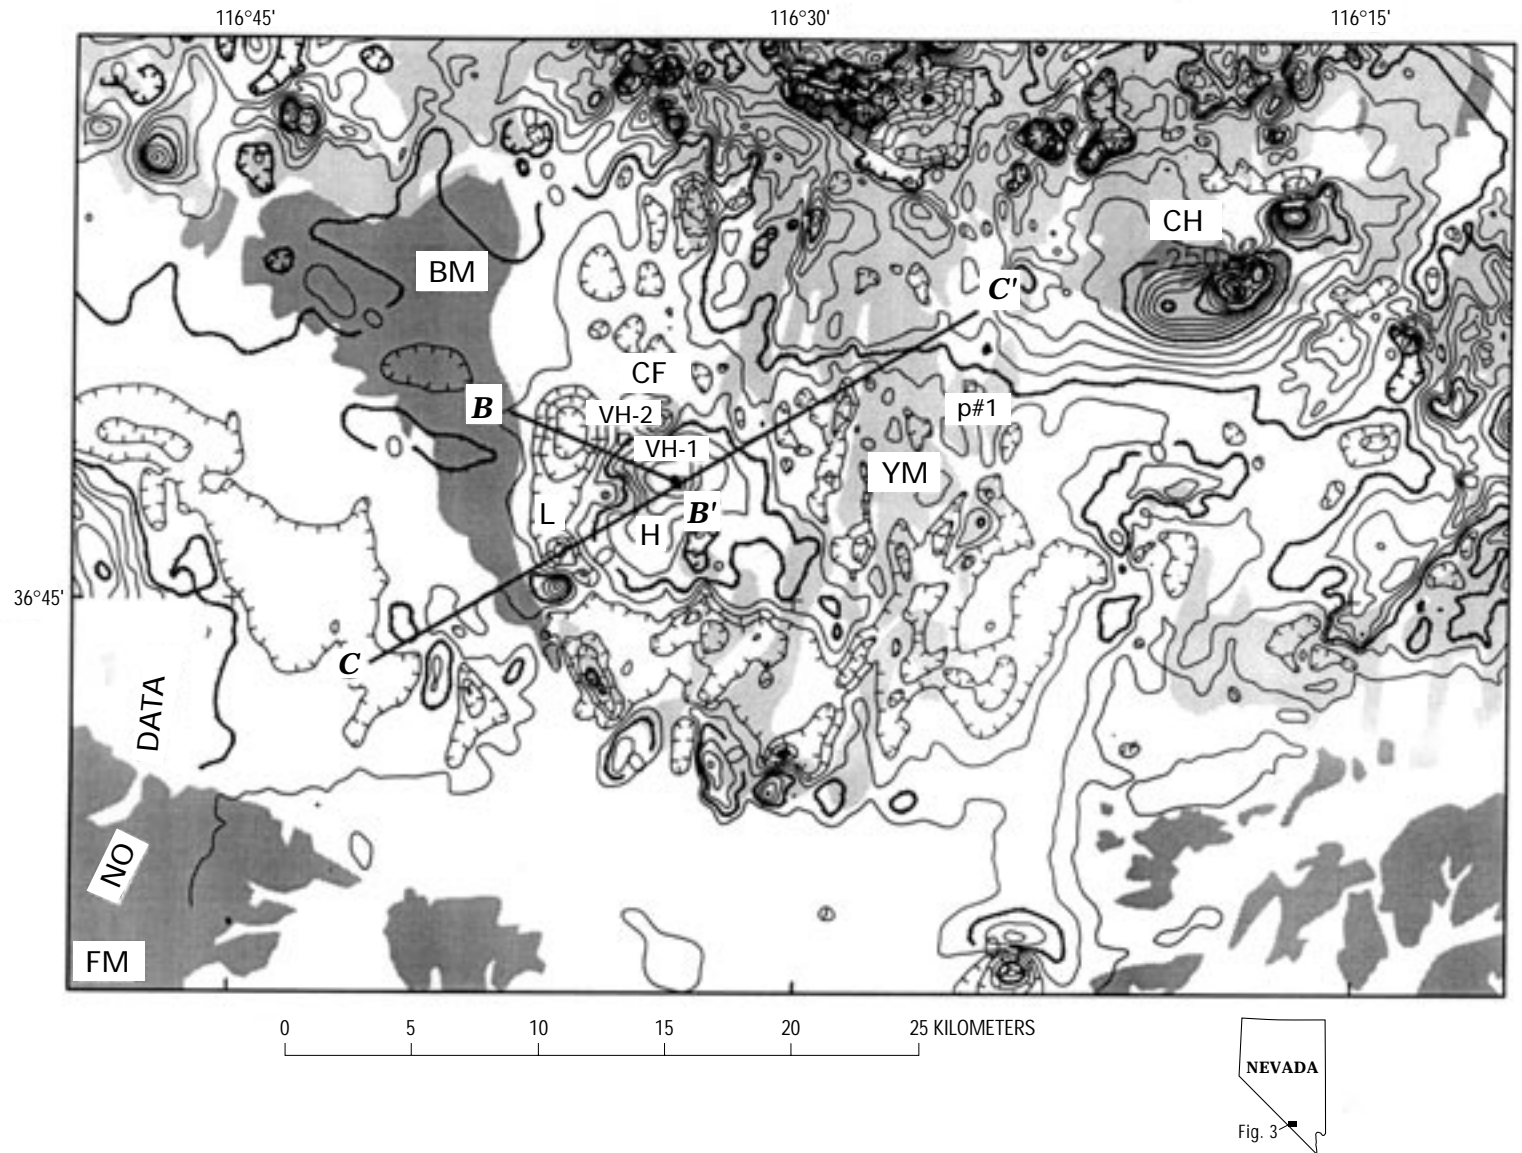 116°45'
116°30'
116°15'
CH
250
BM
C'
CF
B
VH-2
p#1
VH-1
YM
B'
L
H
36°45'
C
DATA
NO
FM
0 5 10 15 20 25 KILOMETERS
NEVADA
Fig. 3